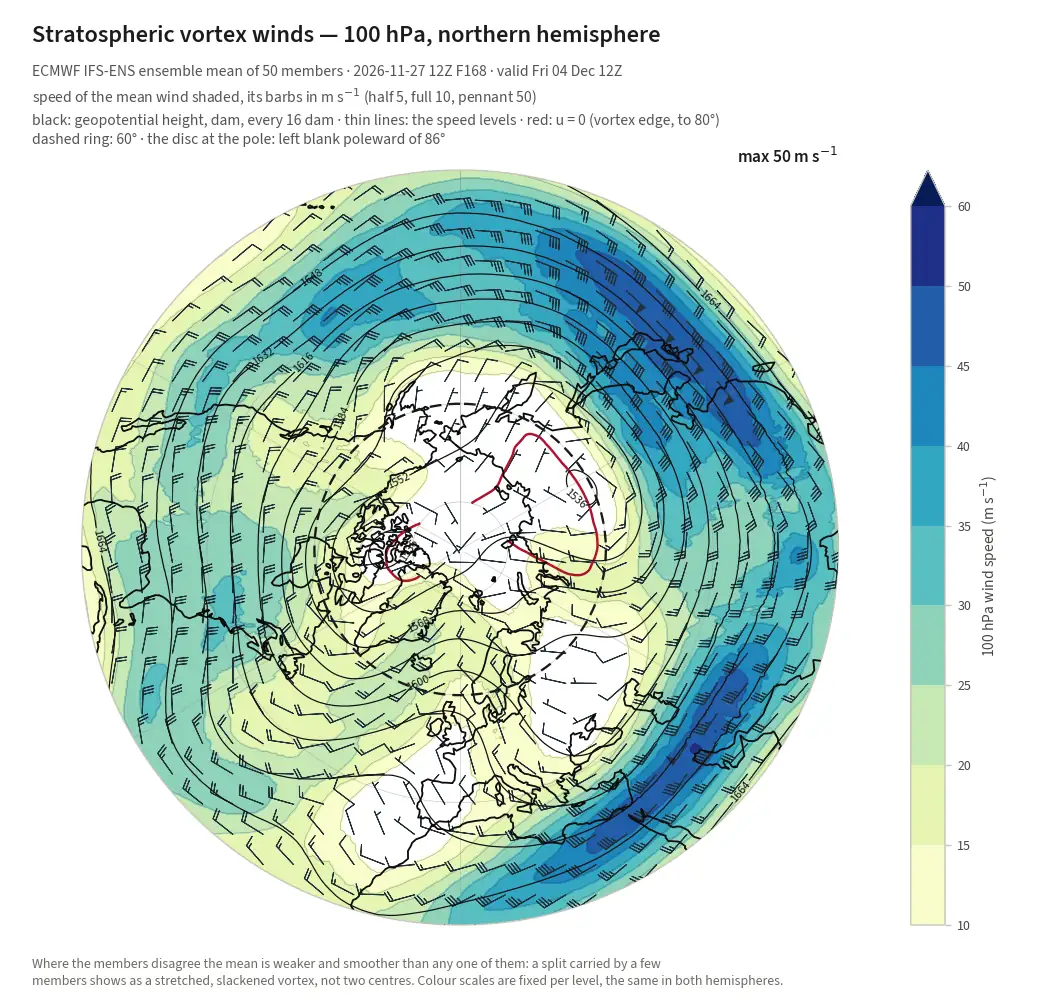 Stratospheric vortex winds — 100 hPa, northern hemisphere
ECMWF IFS-ENS ensemble mean of 50 members · 2026-11-27 12Z F168 · valid Fri 04 Dec 12Z
speed of the mean wind shaded, its barbs in m s⁻¹ (half 5, full 10, pennant 50)
black: geopotential height, dam, every 16 dam · thin lines: the speed levels · red: u = 0 (vortex edge, to 80°)
dashed ring: 60° · the disc at the pole: left blank poleward of 86°
max 50 m s⁻¹
60
50
45
40
35
30
25
20
15
10
100 hPa wind speed (m s⁻¹)
1648
1664
1632
1616
1584
1552
1536
1664
1568
1600
1664
Where the members disagree the mean is weaker and smoother than any one of them: a split carried by a few
members shows as a stretched, slackened vortex, not two centres. Colour scales are fixed per level, the same in both hemispheres.